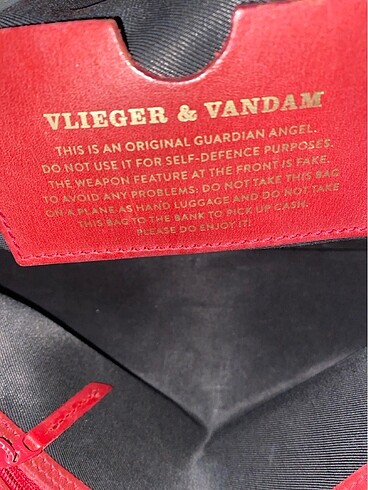 VLIEGER & VANDAM
THIS IS AN ORIGINAL GUARDIAN ANGEL.
DO NOT USE IT FOR SELF-DEFENCE PURPOSES.
THE WEAPON FEATURE AT THE FRONT IS FAKE.
TO AVOID ANY PROBLEMS: DO NOT TAKE THIS BAG
ON A PLANE AS HAND LUGGAGE AND DO NOT TAKE
THIS BAG TO THE BANK TO PICK UP CASH.
PLEASE DO ENJOY IT!